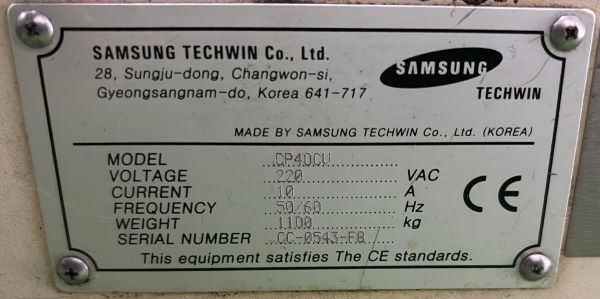 SAMSUNG TECHWIN Co., Ltd.
28, Sungju-dong, Changwon-si,
Gyeongsangnam-do, Korea 641-717
SAMSUNG
TECHWIN
MADE BY SAMSUNG TECHWIN Co., Ltd. (KOREA)
MODEL CP40CU
VOLTAGE 220 VAC
CURRENT 10 A
FREQUENCY 50/60 Hz
WEIGHT 1100 kg
SERIAL NUMBER CC-0543-F8
CE
This equipment satisfies The CE standards.